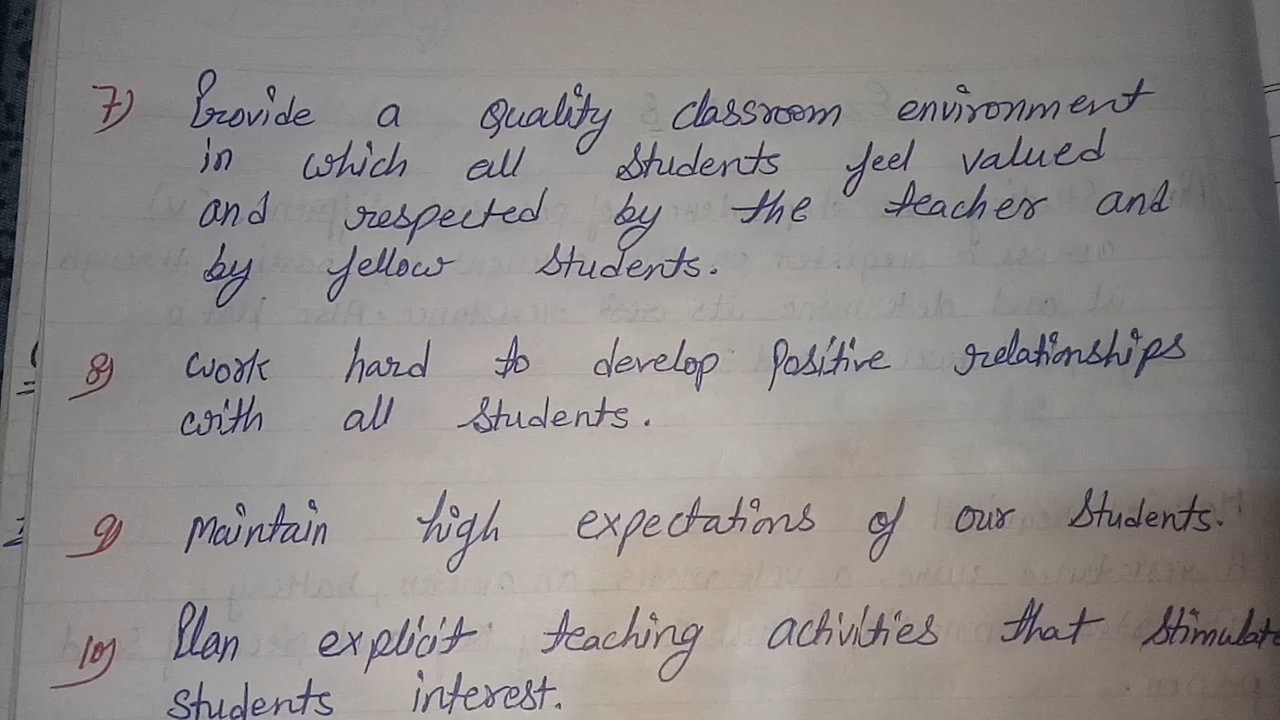 7) Provide a quality classroom environment
in which all students feel valued
and respected by the teacher and
by fellow students.
8) work hard to develop positive relationships
with all students.
9) Maintain high expectations of our students.
10) Plan explicit teaching activities that stimulate
students interest.